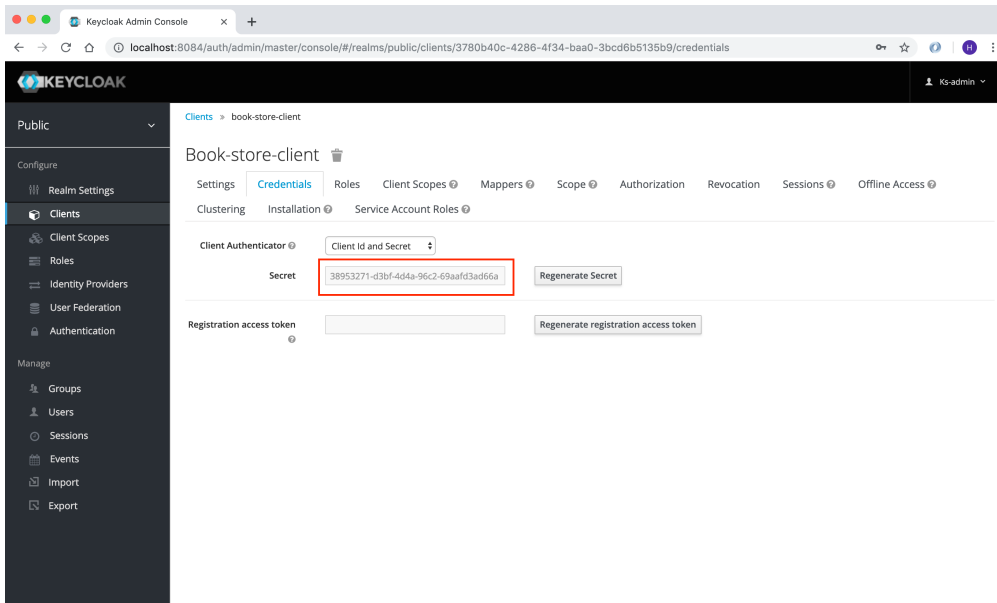 Keycloak Admin Console
localhost:8084/auth/admin/master/console/#/realms/public/clients/3780b40c-4286-4f34-baa0-3bcd6b5135b9/credentials
H
KEYCLOAK
Ks-admin
Public
Clients » book-store-client
Book-store-client
Configure
Realm Settings
Clients
Client Scopes
Roles
Identity Providers
User Federation
Authentication
Manage
Groups
Users
Sessions
Events
Import
Export
Settings Credentials Roles Client Scopes Mappers Scope Authorization Revocation Sessions Offline Access
Clustering Installation Service Account Roles
Client Authenticator Client Id and Secret
Secret 38953271-d3bf-4d4a-96c2-69aafd3ad66a Regenerate Secret
Registration access token Regenerate registration access token